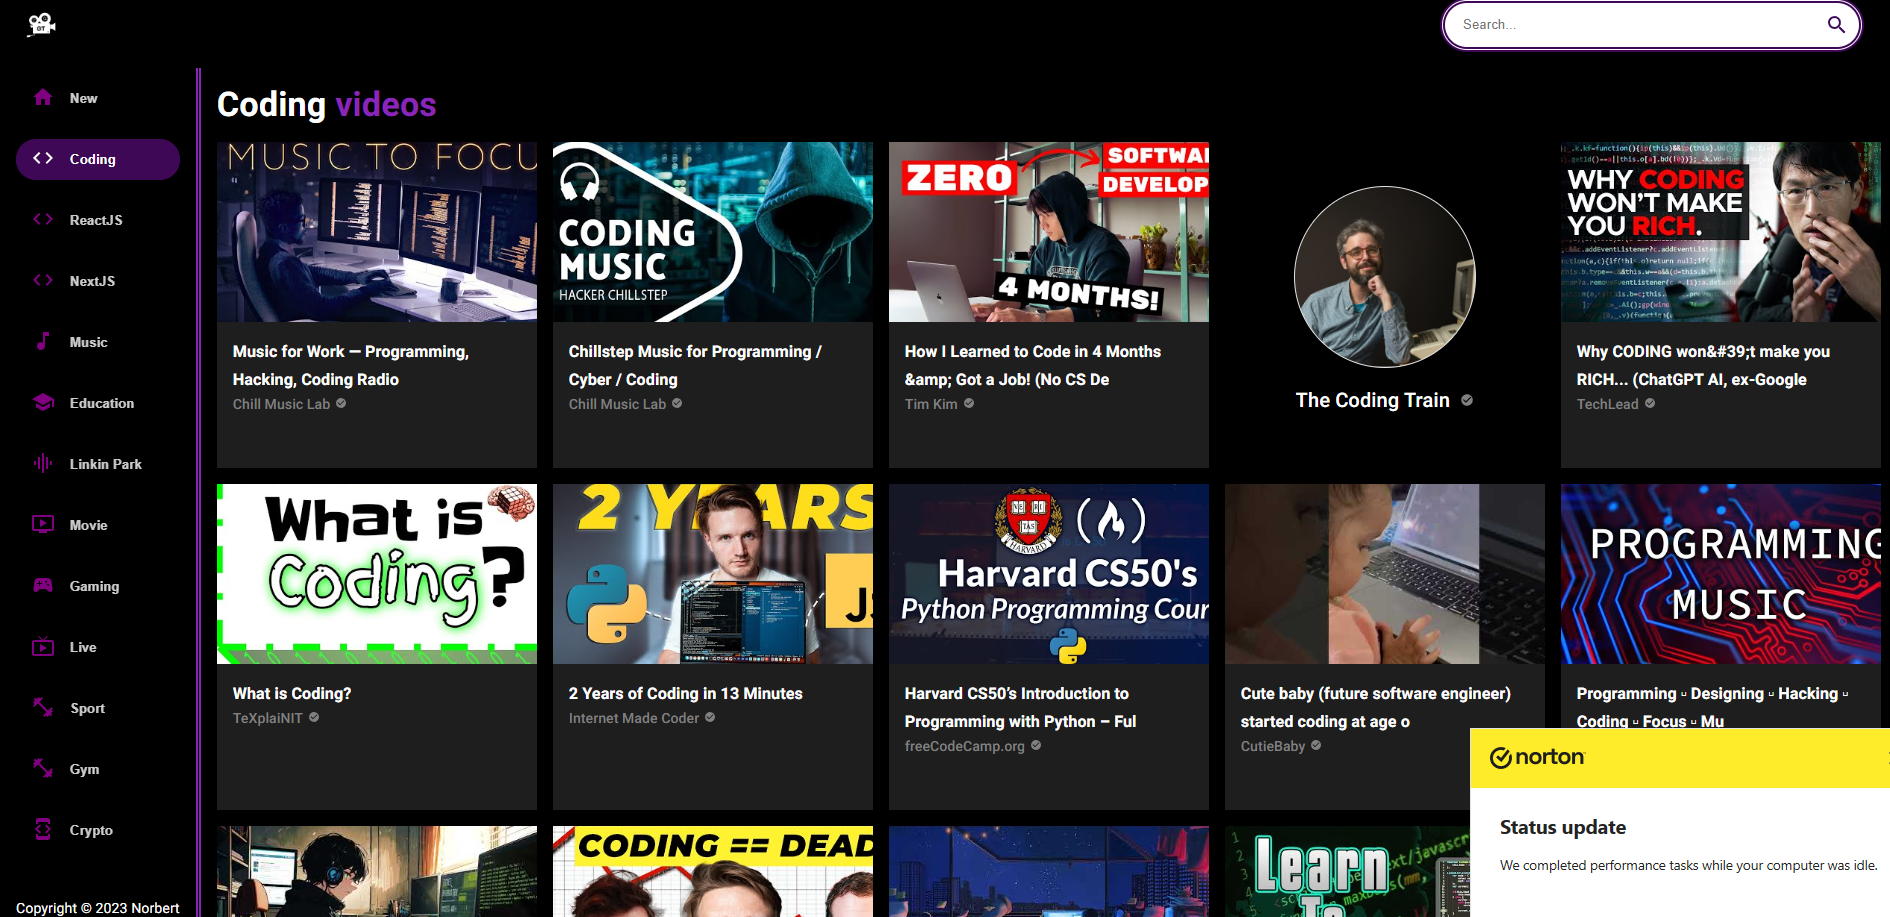 GT
Search...
New
Coding
ReactJS
NextJS
Music
Education
Linkin Park
Movie
Gaming
Live
Sport
Gym
Crypto
Copyright © 2023 Norbert
Coding videos
MUSIC TO FOCU
Music for Work — Programming,
Hacking, Coding Radio
Chill Music Lab
CODING
MUSIC
HACKER CHILLSTEP
Chillstep Music for Programming /
Cyber / Coding
Chill Music Lab
ZERO
SOFTWA
DEVELOP
4 MONTHS!
How I Learned to Code in 4 Months
&amp; Got a Job! (No CS De
Tim Kim
The Coding Train
WHY CODING
WON'T MAKE
YOU RICH.
Why CODING won&#39;t make you
RICH... (ChatGPT AI, ex-Google
TechLead
What is
Coding?
What is Coding?
TeXplaiNIT
2 YEARS
JS
2 Years of Coding in 13 Minutes
Internet Made Coder
HARVARD
Harvard CS50's
Python Programming Cour
Harvard CS50’s Introduction to
Programming with Python – Ful
freeCodeCamp.org
Cute baby (future software engineer)
started coding at age o
CutieBaby
PROGRAMMING
MUSIC
Programming ▫ Designing ▫ Hacking ▫
Coding ▫ Focus ▫ Mu
CODING == DEAD
Learn
To
norton
Status update
We completed performance tasks while your computer was idle.